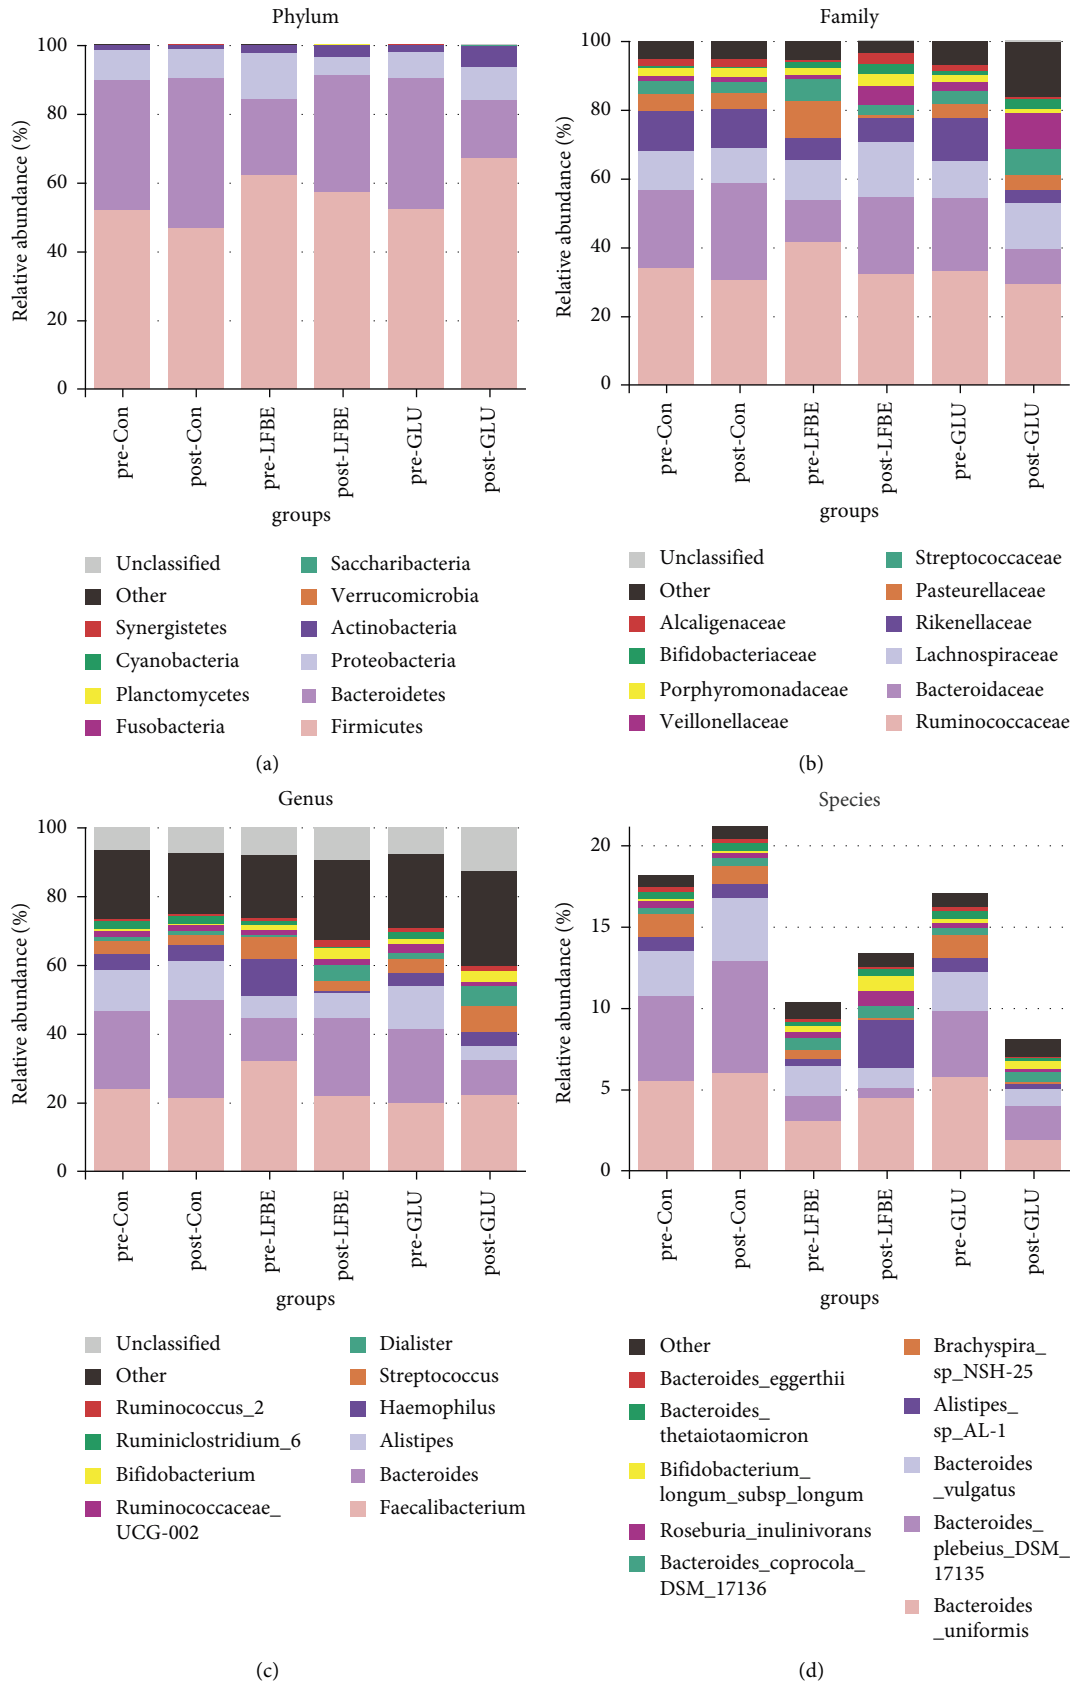 Phylum
Relative abundance (%)
100
80
60
40
20
0
pre-Con
post-Con
pre-LFBE
post-LFBE
pre-GLU
post-GLU
groups
Unclassified
Other
Synergistetes
Cyanobacteria
Planctomycetes
Fusobacteria
Saccharibacteria
Verrucomicrobia
Actinobacteria
Proteobacteria
Bacteroidetes
Firmicutes
(a)
Family
Relative abundance (%)
100
80
60
40
20
0
pre-Con
post-Con
pre-LFBE
post-LFBE
pre-GLU
post-GLU
groups
Unclassified
Other
Alcaligenaceae
Bifidobacteriaceae
Porphyromonadaceae
Veillonellaceae
Streptococcaceae
Pasteurellaceae
Rikenellaceae
Lachnospiraceae
Bacteroidaceae
Ruminococcaceae
(b)
Genus
Relative abundance (%)
100
80
60
40
20
0
pre-Con
post-Con
pre-LFBE
post-LFBE
pre-GLU
post-GLU
groups
Unclassified
Other
Ruminococcus_2
Ruminiclostridium_6
Bifidobacterium
Ruminococcaceae_
UCG-002
Dialister
Streptococcus
Haemophilus
Alistipes
Bacteroides
Faecalibacterium
(c)
Species
Relative abundance (%)
20
15
10
5
0
pre-Con
post-Con
pre-LFBE
post-LFBE
pre-GLU
post-GLU
groups
Other
Bacteroides_eggerthii
Bacteroides_
thetaiotaomicron
Bifidobacterium_
longum_subsp_longum
Roseburia_inulinivorans
Bacteroides_coprocola_
DSM_17136
Brachyspira_
sp_NSH-25
Alistipes_
sp_AL-1
Bacteroides
_vulgatus
Bacteroides_
plebeius_DSM_
17135
Bacteroides
_uniformis
(d)